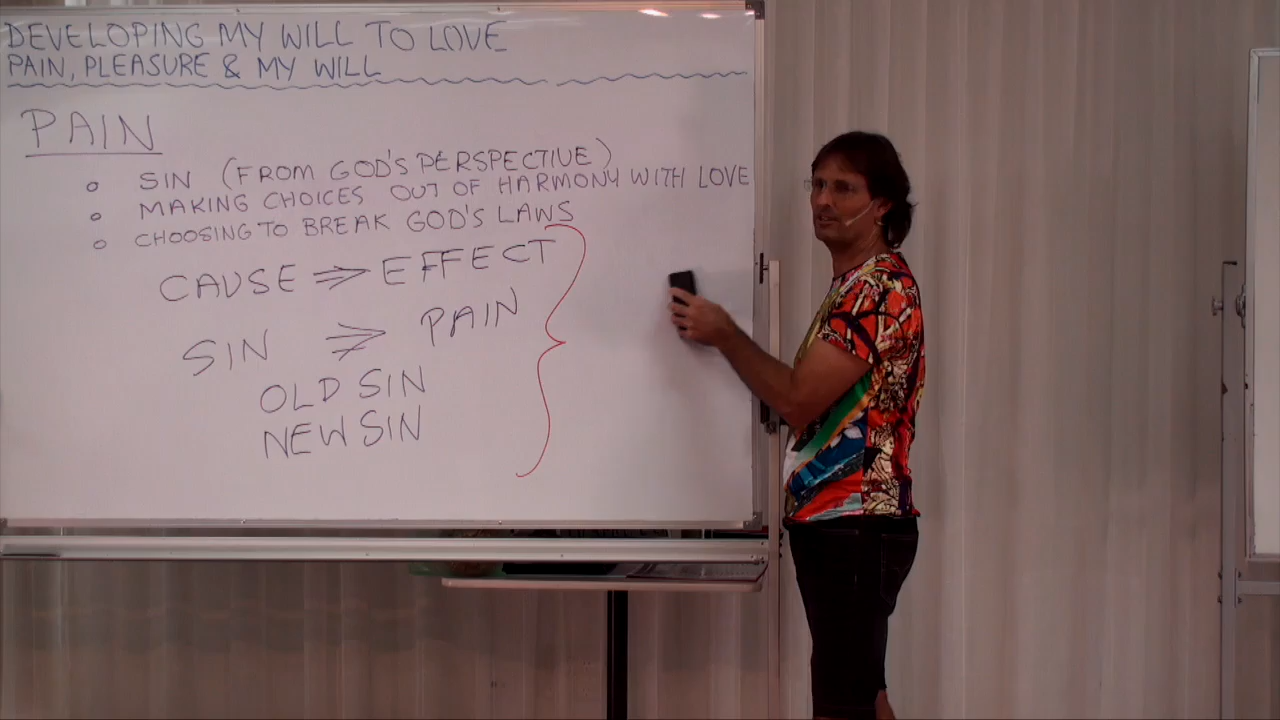 DEVELOPING MY WILL TO LOVE
PAIN, PLEASURE & MY WILL
PAIN
• SIN (FROM GOD'S PERSPECTIVE)
• MAKING CHOICES OUT OF HARMONY WITH LOVE
• CHOOSING TO BREAK GOD'S LAWS
CAUSE ⇒ EFFECT
SIN ⇒ PAIN
OLD SIN
NEW SIN